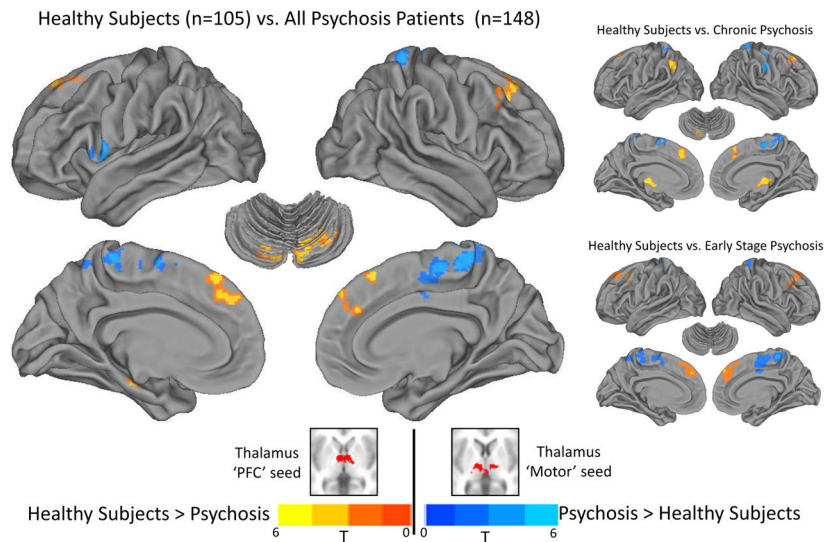 Healthy Subjects (n=105) vs. All Psychosis Patients (n=148)
Healthy Subjects vs. Chronic Psychosis
Healthy Subjects vs. Early Stage Psychosis
Thalamus
‘PFC’ seed
Thalamus
‘Motor’ seed
Healthy Subjects > Psychosis
6
T
0
0
T
6
Psychosis > Healthy Subjects